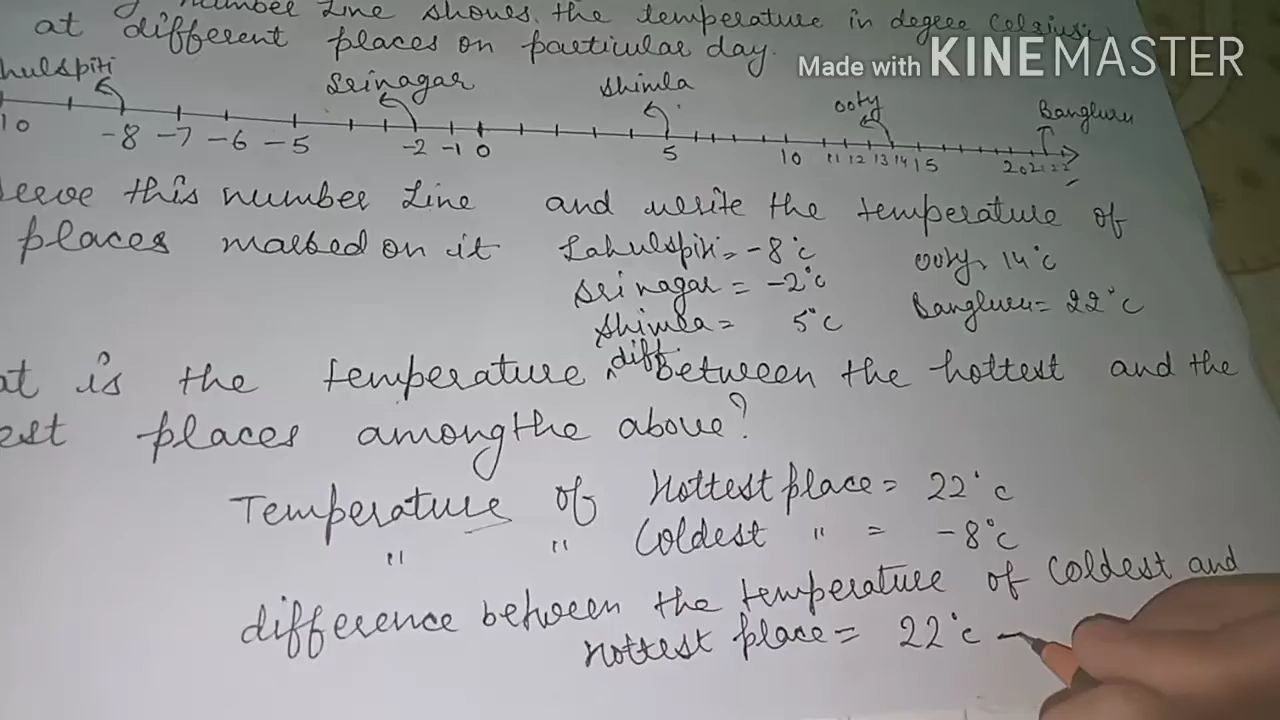 number Line shows the temperature in degree Celsius
at different places on particular day.
Made with KINEMASTER
hulspiti Srinagar Shimla ooty Bangluru
10 -8 -7 -6 -5 -2 -1 0 5 10 11 12 13 14 15 20 21 22
serve this number Line and write the temperature of
places marked on it Lahulspiti = -8°c ooty = 14°c
Srinagar = -2°c Bangluru = 22°c
Shimla = 5°c
at is the temperature diff. between the hottest and the
est places among the above?
Temperature of Hottest place = 22°c
" " Coldest " = -8°c
difference between the temperature of coldest and
Hottest place = 22°c -